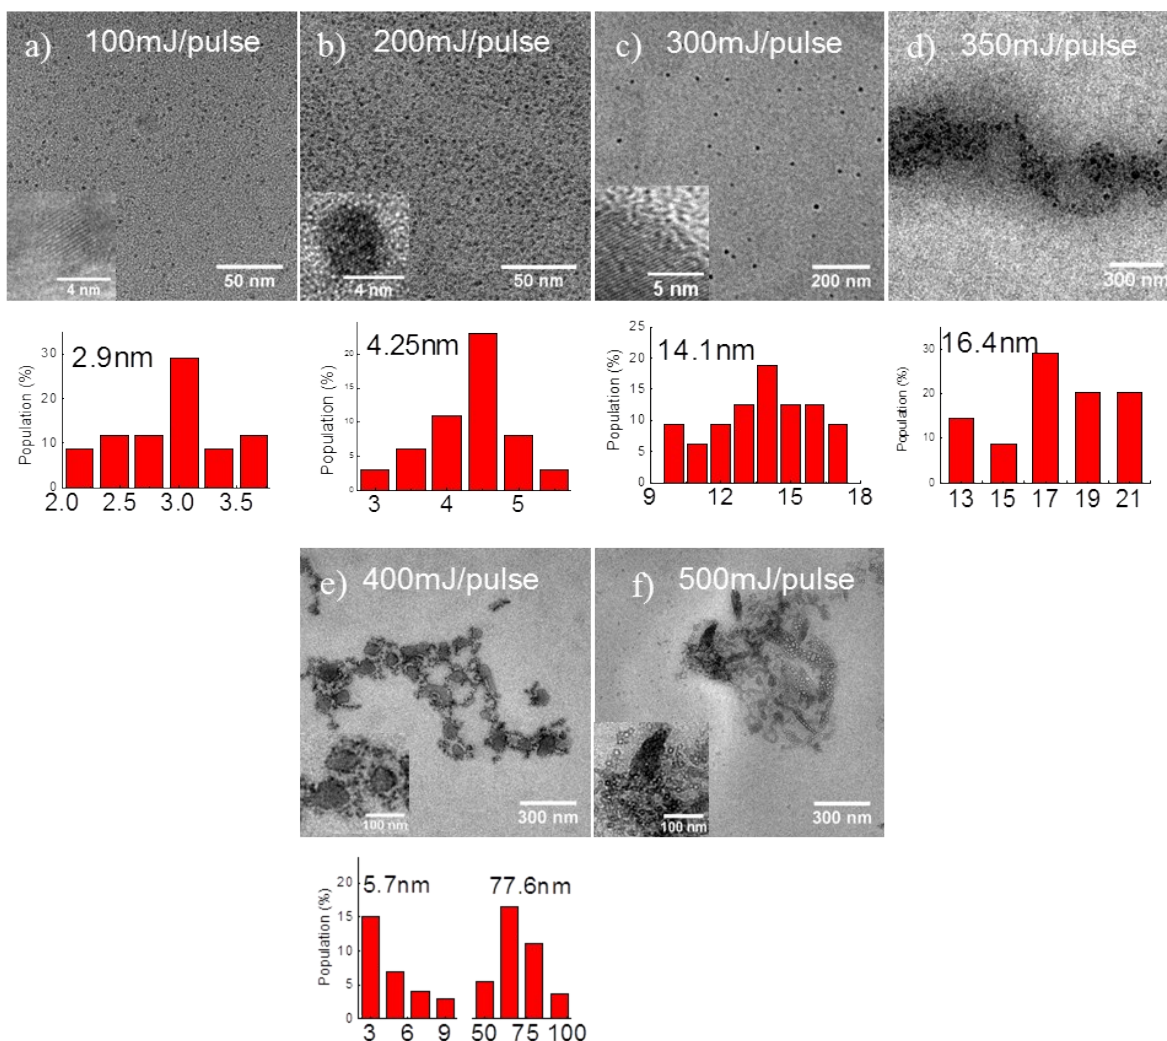 a) 100mJ/pulse
4 nm
50 nm
b) 200mJ/pulse
4 nm
50 nm
c) 300mJ/pulse
5 nm
200 nm
d) 350mJ/pulse
300 nm
Population (%)
30
20
10
0
2.9nm
2.0 2.5 3.0 3.5
Population (%)
20
10
0
4.25nm
3 4 5
Population (%)
25
20
15
10
5
0
14.1nm
9 12 15 18
Population (%)
30
20
10
0
16.4nm
13 15 17 19 21
e) 400mJ/pulse
100 nm
300 nm
f) 500mJ/pulse
100 nm
300 nm
Population (%)
20
15
10
5
0
5.7nm
77.6nm
3 6 9 50 75 100